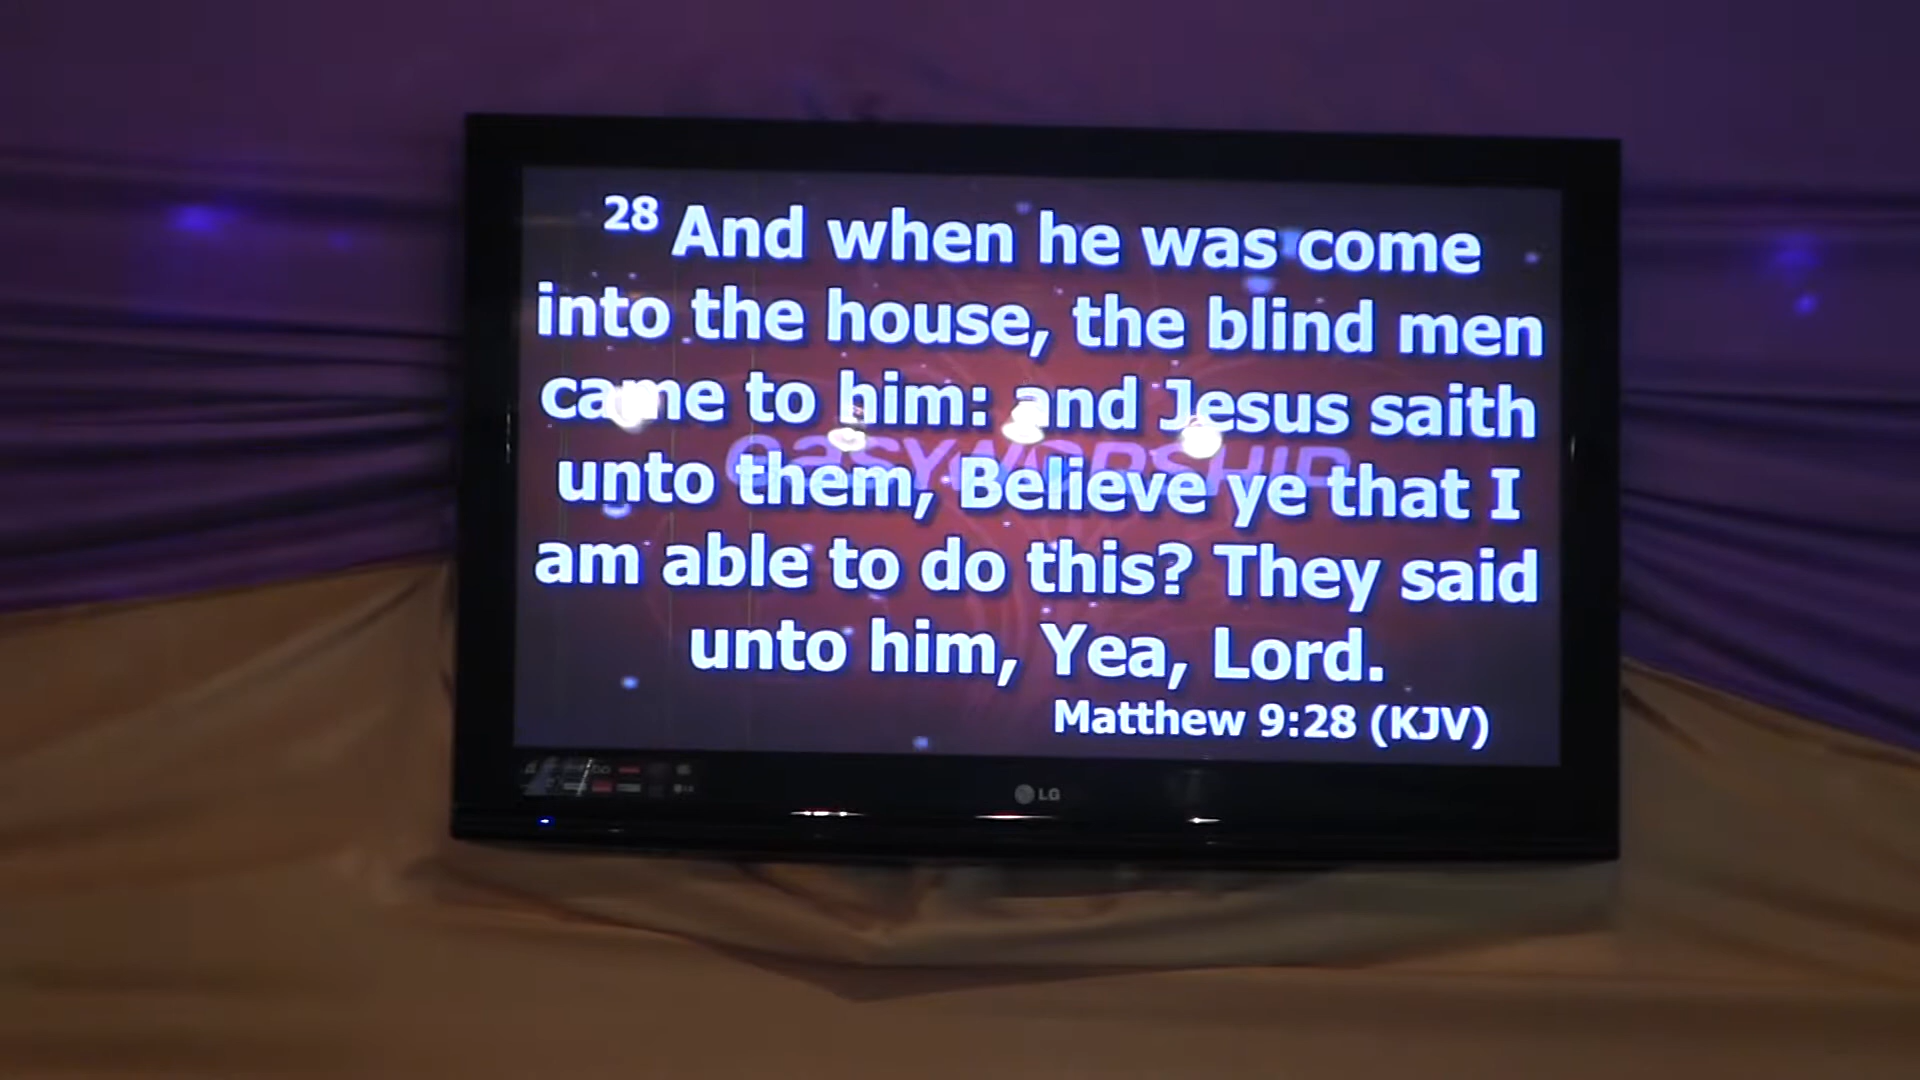 28 And when he was come
into the house, the blind men
came to him: and Jesus saith
unto them, Believe ye that I
am able to do this? They said
unto him, Yea, Lord.
Matthew 9:28 (KJV)
easyworship
LG